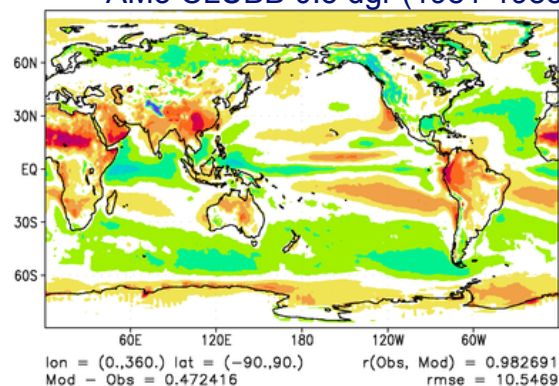 60N
30N
EQ
30S
60S
60E 120E 180 120W 60W
lon = (0.,360.) lat = (-90.,90.) r(Obs, Mod) = 0.982691
Mod - Obs = 0.472416 rmse = 10.5469